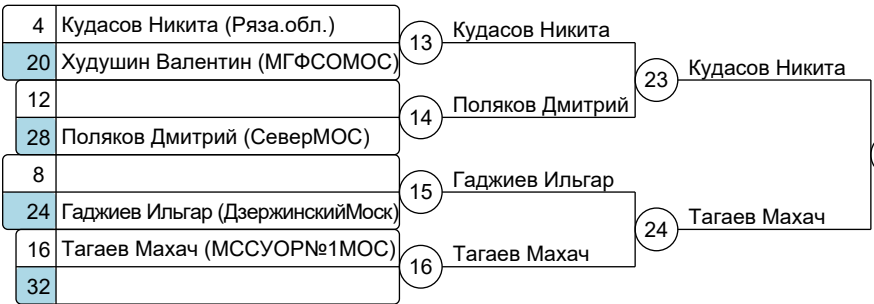 4 Кудасов Никита (Ряза.обл.)
20 Худушин Валентин (МГФСОМОС)
13 Кудасов Никита
12
28 Поляков Дмитрий (СеверМОС)
14 Поляков Дмитрий
23 Кудасов Никита
8
24 Гаджиев Ильгар (ДзержинскийМоск)
15 Гаджиев Ильгар
16 Тагаев Махач (МССУОР№1МОС)
32
16 Тагаев Махач
24 Тагаев Махач